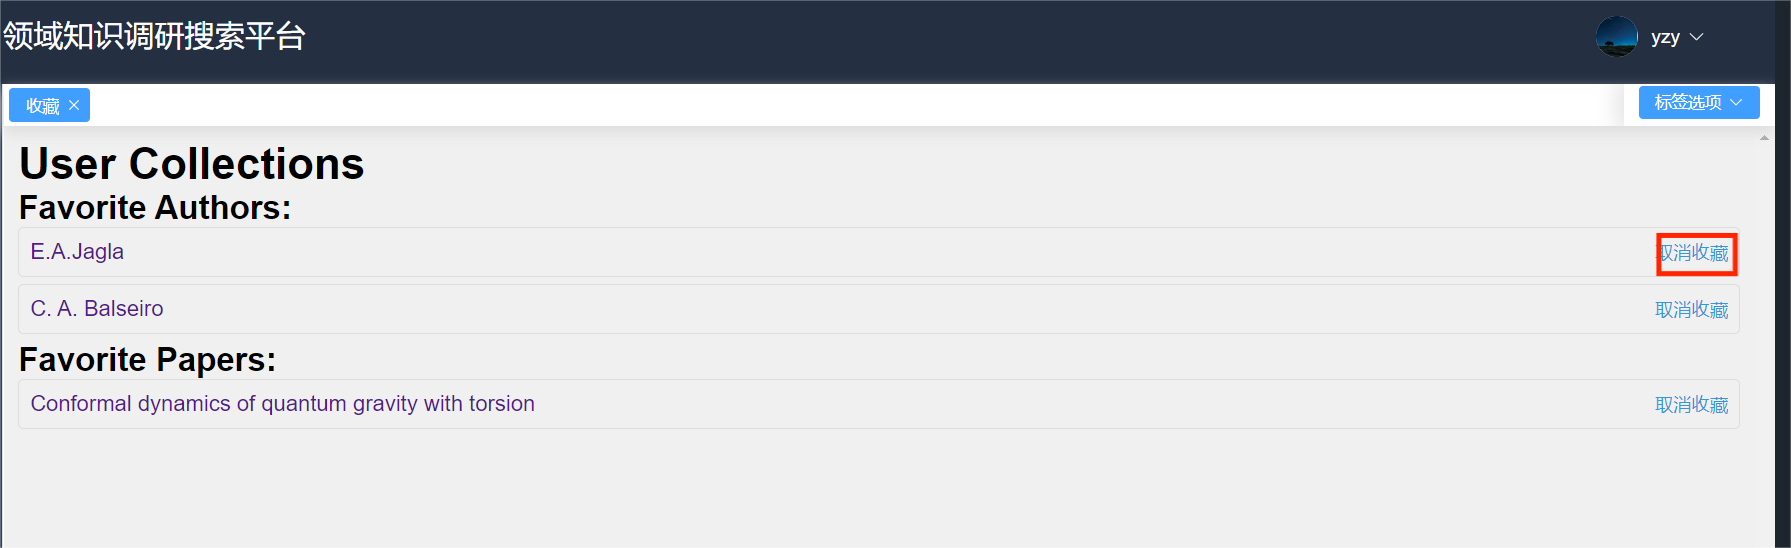 领域知识调研搜索平台
yzy
收藏
标签选项
User Collections
Favorite Authors:
E.A.Jagla
取消收藏
C. A. Balseiro
取消收藏
Favorite Papers:
Conformal dynamics of quantum gravity with torsion
取消收藏